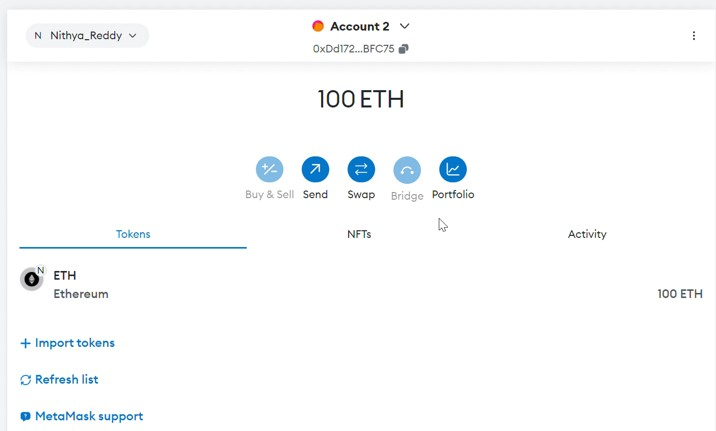 N Nithya_Reddy
Account 2
0xDd172...BFC75
100 ETH
Buy & Sell Send Swap Bridge Portfolio
Tokens NFTs Activity
N
ETH
Ethereum 100 ETH
+ Import tokens
Refresh list
MetaMask support